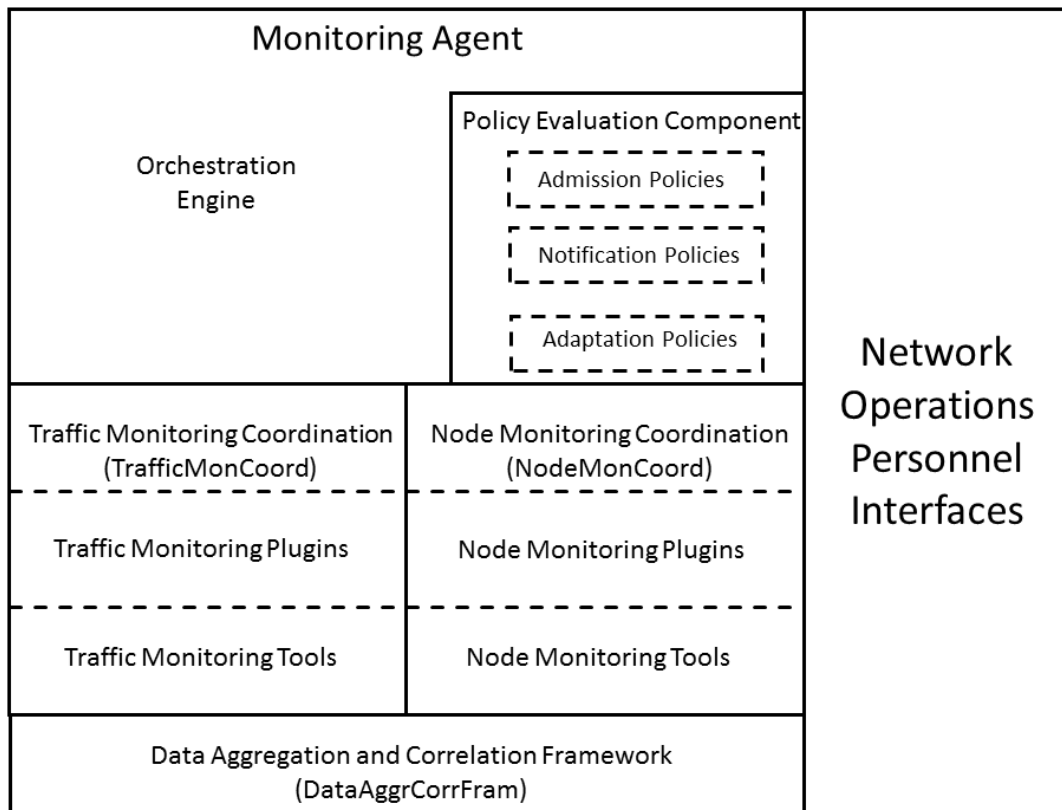 Monitoring Agent
Orchestration
Engine
Policy Evaluation Component
Admission Policies
Notification Policies
Adaptation Policies
Traffic Monitoring Coordination
(TrafficMonCoord)
Node Monitoring Coordination
(NodeMonCoord)
Traffic Monitoring Plugins
Node Monitoring Plugins
Traffic Monitoring Tools
Node Monitoring Tools
Data Aggregation and Correlation Framework
(DataAggrCorrFram)
Network
Operations
Personnel
Interfaces